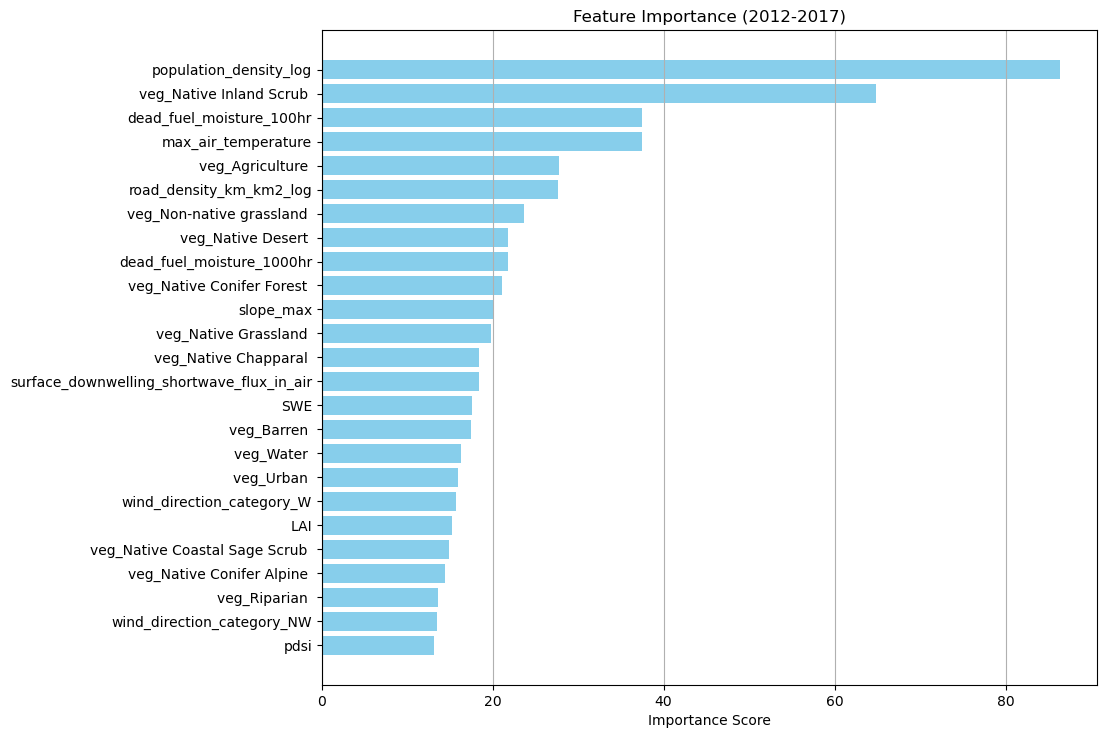 Feature Importance (2012-2017)
population_density_log
veg_Native Inland Scrub
dead_fuel_moisture_100hr
max_air_temperature
veg_Agriculture
road_density_km_km2_log
veg_Non-native grassland
veg_Native Desert
dead_fuel_moisture_1000hr
veg_Native Conifer Forest
slope_max
veg_Native Grassland
veg_Native Chapparal
surface_downwelling_shortwave_flux_in_air
SWE
veg_Barren
veg_Water
veg_Urban
wind_direction_category_W
LAI
veg_Native Coastal Sage Scrub
veg_Native Conifer Alpine
veg_Riparian
wind_direction_category_NW
pdsi
0 20 40 60 80
Importance Score